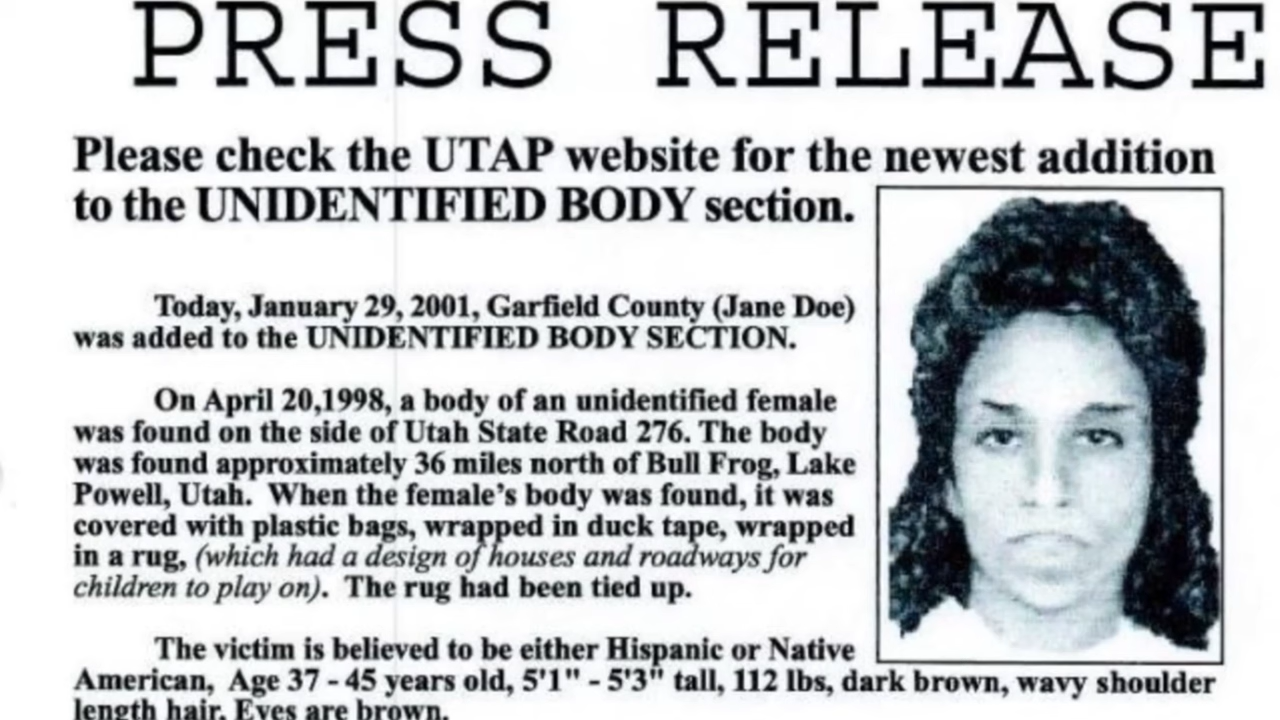 PRESS RELEASE
Please check the UTAP website for the newest addition
to the UNIDENTIFIED BODY section.
Today, January 29, 2001, Garfield County (Jane Doe)
was added to the UNIDENTIFIED BODY SECTION.
On April 20,1998, a body of an unidentified female
was found on the side of Utah State Road 276. The body
was found approximately 36 miles north of Bull Frog, Lake
Powell, Utah. When the female's body was found, it was
covered with plastic bags, wrapped in duck tape, wrapped
in a rug, (which had a design of houses and roadways for
children to play on). The rug had been tied up.
The victim is believed to be either Hispanic or Native
American, Age 37 - 45 years old, 5'1" - 5'3" tall, 112 lbs, dark brown, wavy shoulder
length hair. Eyes are brown.